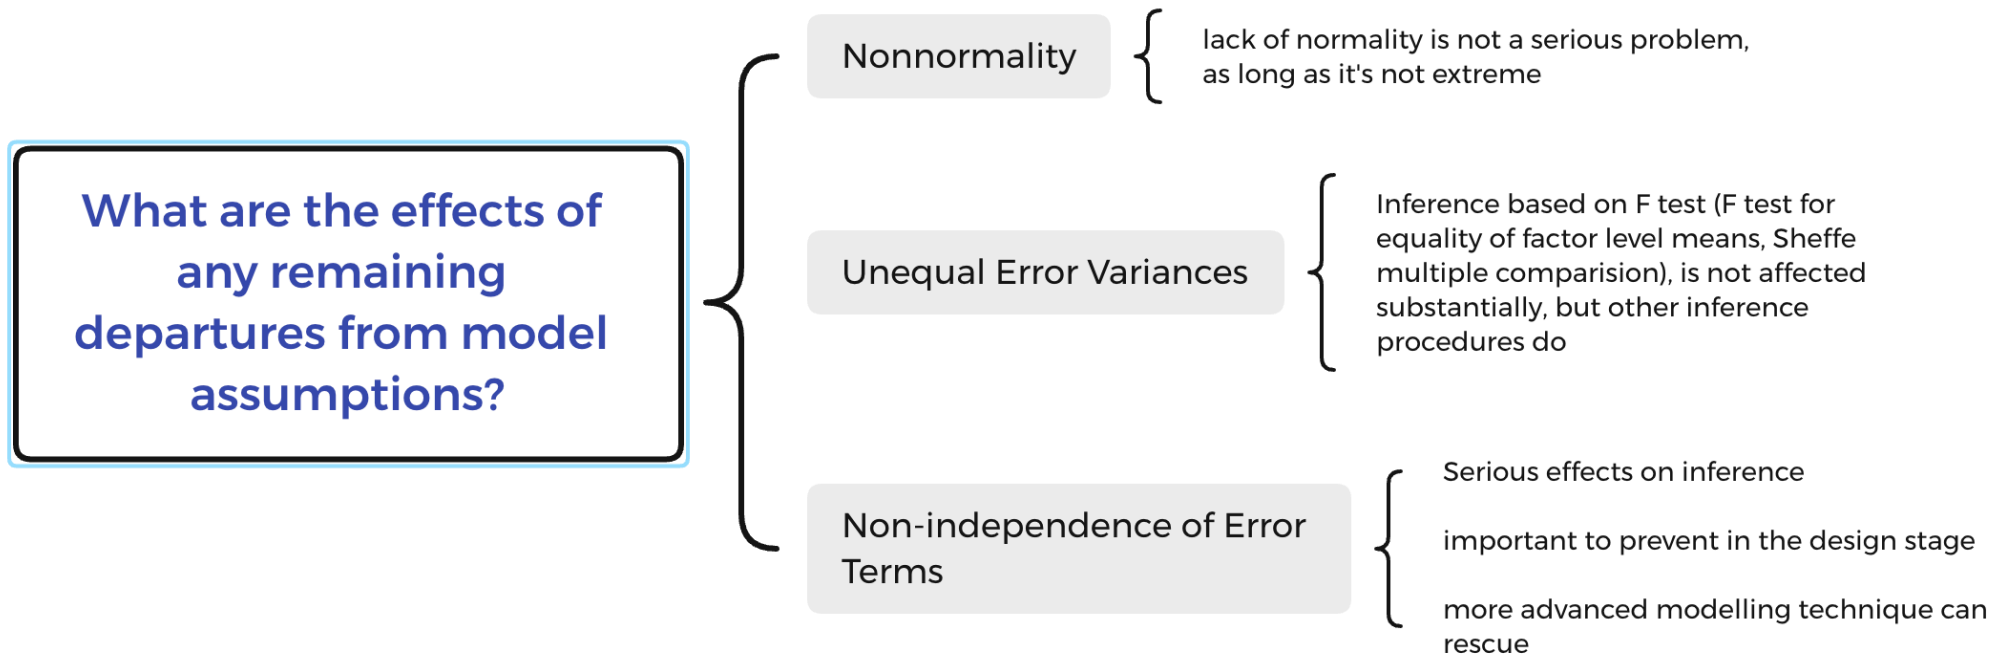 What are the effects of
any remaining
departures from model
assumptions?
Nonnormality
lack of normality is not a serious problem,
as long as it's not extreme
Unequal Error Variances
Inference based on F test (F test for
equality of factor level means, Sheffe
multiple comparision), is not affected
substantially, but other inference
procedures do
Non-independence of Error
Terms
Serious effects on inference
important to prevent in the design stage
more advanced modelling technique can
rescue